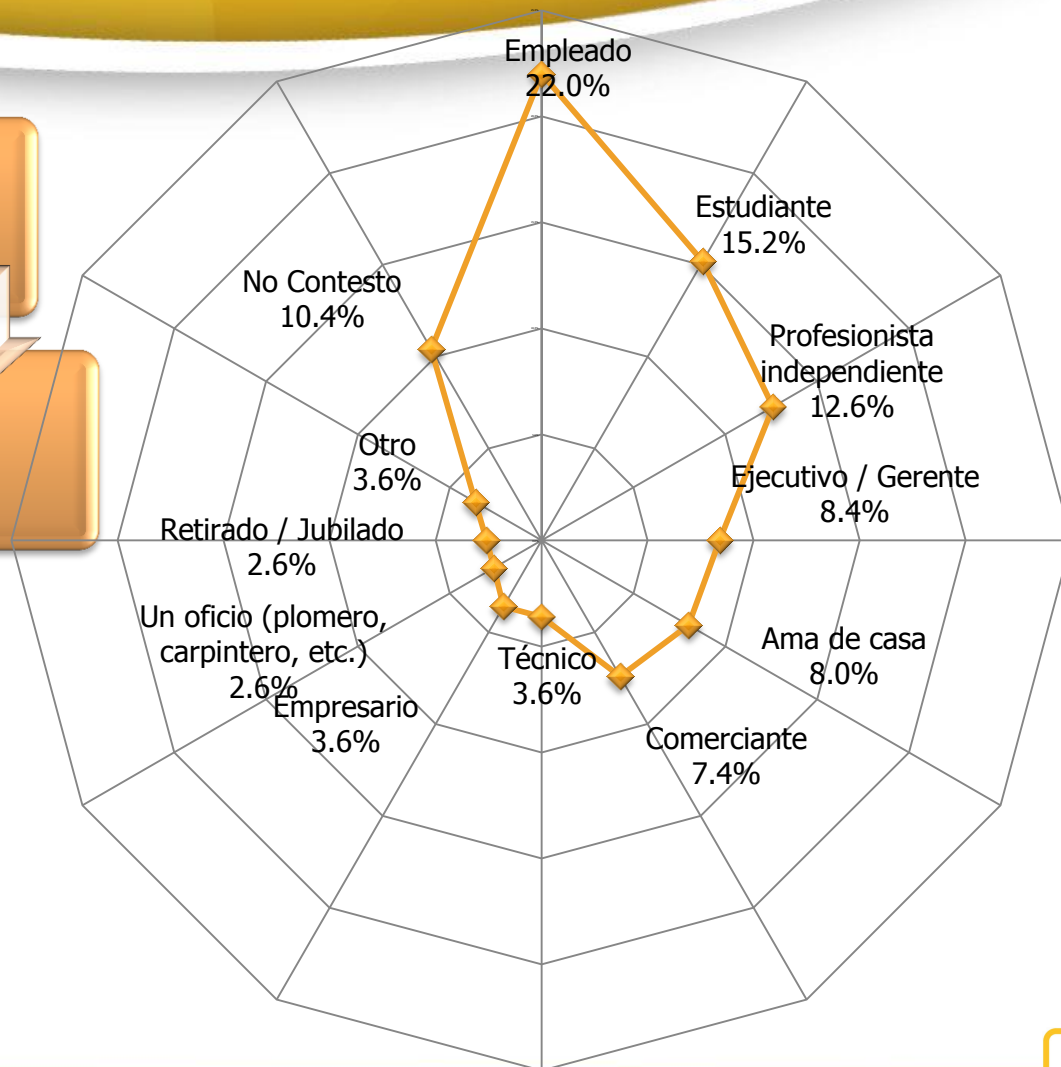 Empleado
22.0%
Estudiante
15.2%
Profesionista
independiente
12.6%
Ejecutivo / Gerente
8.4%
Ama de casa
8.0%
Comerciante
7.4%
Técnico
3.6%
Empresario
3.6%
Un oficio (plomero,
carpintero, etc.)
2.6%
Retirado / Jubilado
2.6%
Otro
3.6%
No Contesto
10.4%